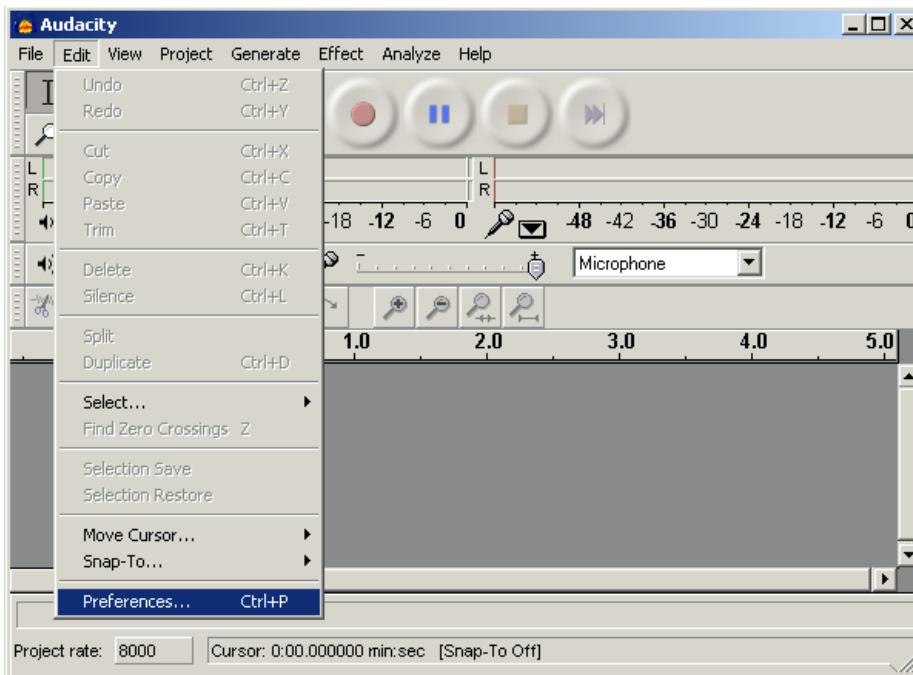 Audacity
File Edit View Project Generate Effect Analyze Help
Undo Ctrl+Z
Redo Ctrl+Y
Cut Ctrl+X
Copy Ctrl+C
Paste Ctrl+V
Trim Ctrl+T
Delete Ctrl+K
Silence Ctrl+L
Split
Duplicate Ctrl+D
Select...
Find Zero Crossings Z
Selection Save
Selection Restore
Move Cursor...
Snap-To...
Preferences... Ctrl+P
L L
R R
-18 -12 -6 0 -48 -42 -36 -30 -24 -18 -12 -6 0
Microphone
1.0 2.0 3.0 4.0 5.0
Project rate: 8000 Cursor: 0:00.000000 min:sec [Snap-To Off]